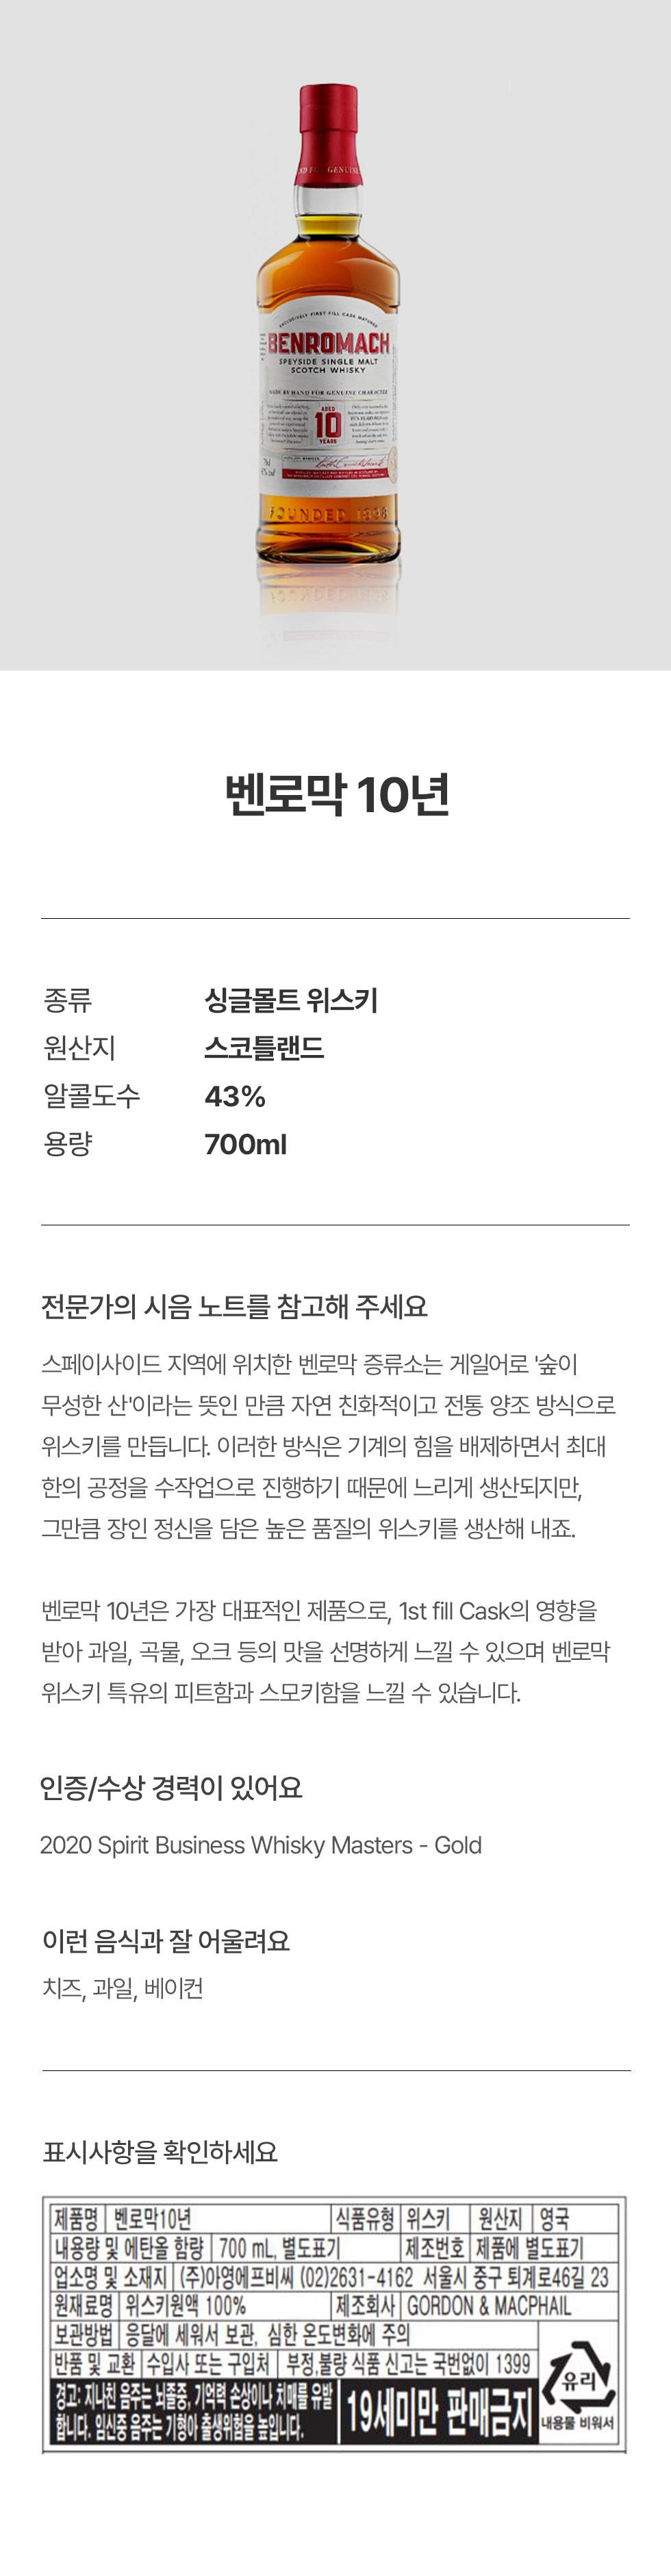 EXCLUSIVELY FIRST FILL CASK MATURED
BENROMACH
SPEYSIDE SINGLE MALT
SCOTCH WHISKY
MADE BY HAND FOR GENUINE CHARACTER
AGED
10
YEARS
FOUNDED 1898
벤로막 10년
종류 싱글몰트 위스키
원산지 스코틀랜드
알콜도수 43%
용량 700ml
전문가의 시음 노트를 참고해 주세요
스페이사이드 지역에 위치한 벤로막 증류소는 게일어로 '숲이
무성한 산'이라는 뜻인 만큼 자연 친화적이고 전통 양조 방식으로
위스키를 만듭니다. 이러한 방식은 기계의 힘을 배제하면서 최대
한의 공정을 수작업으로 진행하기 때문에 느리게 생산되지만,
그만큼 장인 정신을 담은 높은 품질의 위스키를 생산해 내죠.
벤로막 10년은 가장 대표적인 제품으로, 1st fill Cask의 영향을
받아 과일, 곡물, 오크 등의 맛을 선명하게 느낄 수 있으며 벤로막
위스키 특유의 피트함과 스모키함을 느낄 수 있습니다.
인증/수상 경력이 있어요
2020 Spirit Business Whisky Masters - Gold
이런 음식과 잘 어울려요
치즈, 과일, 베이컨
표시사항을 확인하세요
제품명 벤로막10년 식품유형 위스키 원산지 영국
내용량 및 에탄올 함량 700 mL, 별도표기 제조번호 제품에 별도표기
업소명 및 소재지 (주)아영에프비씨 (02)2631-4162 서울시 중구 퇴계로46길 23
원재료명 위스키원액 100% 제조회사 GORDON & MACPHAIL
보관방법 응달에 세워서 보관, 심한 온도변화에 주의
반품 및 교환 수입사 또는 구입처 부정,불량 식품 신고는 국번없이 1399
경고: 지나친 음주는 뇌졸중, 기억력 손상이나 치매를 유발
합니다. 임신중 음주는 기형아 출생위험을 높입니다.
19세미만 판매금지
유리
내용물 비워서